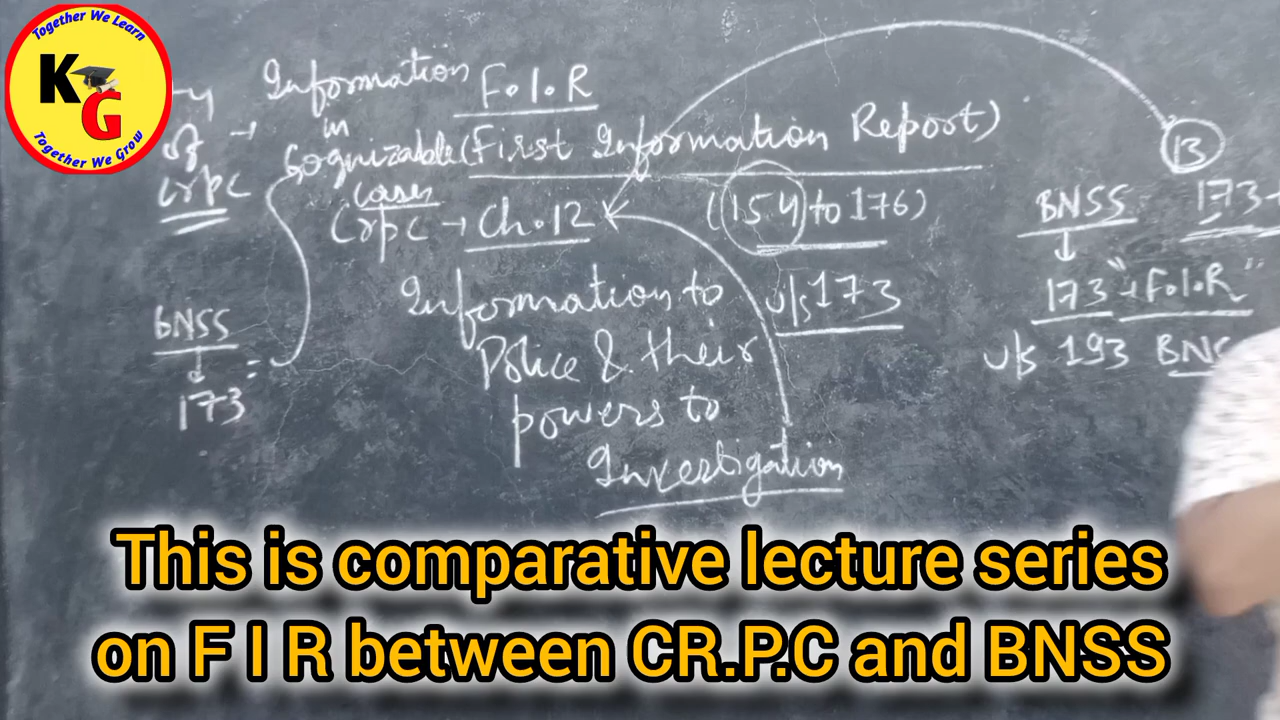 Together We Learn
KG
Together We Grow
Information
in
Cognizable
cases
F.I.R
(First Information Report)
13
of →
Crpc
Crpc → Ch.12 (154 to 176)
Information to
Police & their
powers to
Investigation
u/s 173
BNSS
173
BNSS 173
173 → "F.I.R"
u/s 193 BNS
This is comparative lecture series
on F I R between CR.P.C and BNSS